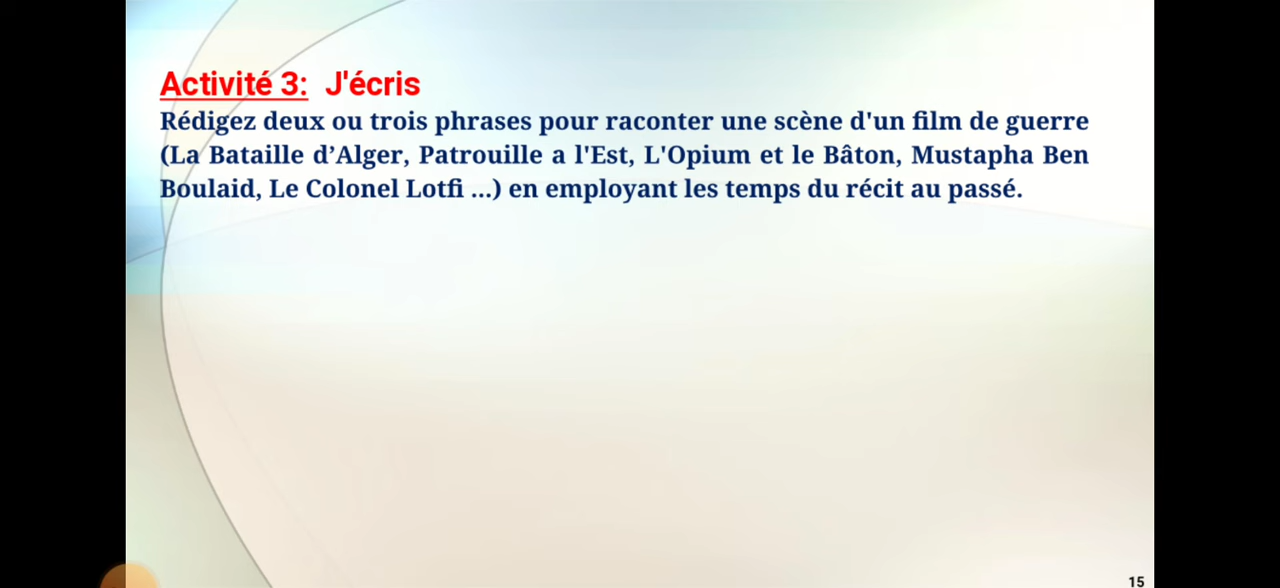 Activité 3: J'écris
Rédigez deux ou trois phrases pour raconter une scène d'un film de guerre
(La Bataille d’Alger, Patrouille a l'Est, L'Opium et le Bâton, Mustapha Ben
Boulaid, Le Colonel Lotfi ...) en employant les temps du récit au passé.
15